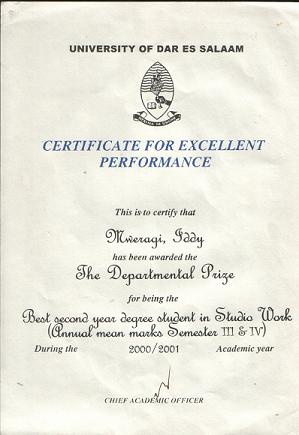 UNIVERSITY OF DAR ES SALAAM
CERTIFICATE FOR EXCELLENT
PERFORMANCE
This is to certify that
Mweragi, Iddy
has been awarded the
The Departmental Prize
for being the
Best second year degree student in Studio Work
(Annual mean marks Semester III & IV)
During the 2000/2001 Academic year
CHIEF ACADEMIC OFFICER